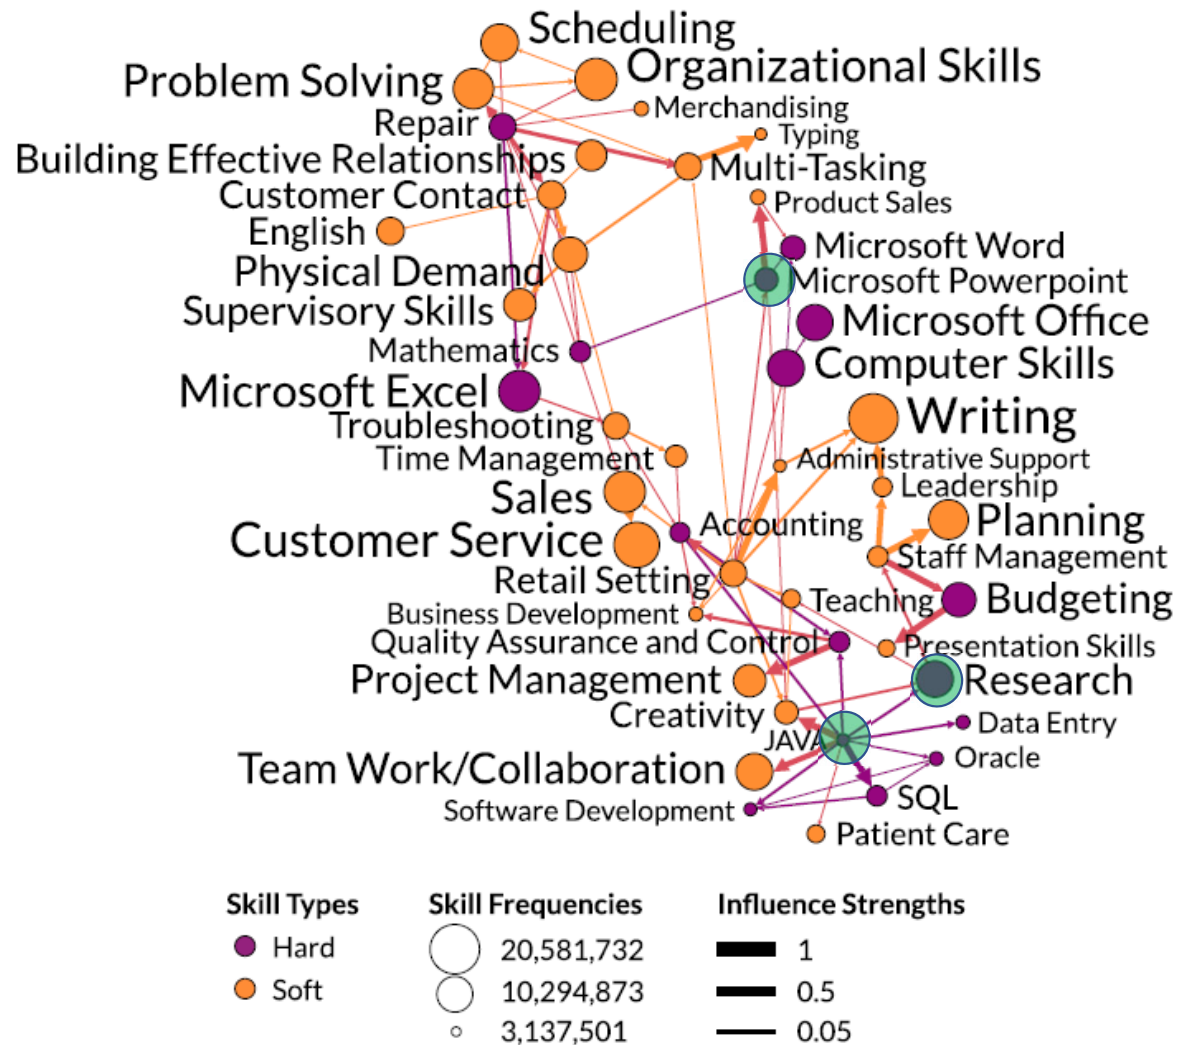 Scheduling
Organizational Skills
Problem Solving
Merchandising
Repair
Typing
Building Effective Relationships
Multi-Tasking
Customer Contact
Product Sales
English
Microsoft Word
Physical Demand
Microsoft Powerpoint
Supervisory Skills
Microsoft Office
Mathematics
Computer Skills
Microsoft Excel
Writing
Troubleshooting
Time Management
Administrative Support
Leadership
Sales
Planning
Accounting
Customer Service
Staff Management
Retail Setting
Teaching
Budgeting
Business Development
Quality Assurance and Control
Presentation Skills
Project Management
Research
Creativity
Data Entry
JAVA
Oracle
Team Work/Collaboration
SQL
Software Development
Patient Care
Skill Types
Skill Frequencies
Influence Strengths
Hard
20,581,732
1
Soft
10,294,873
0.5
3,137,501
0.05